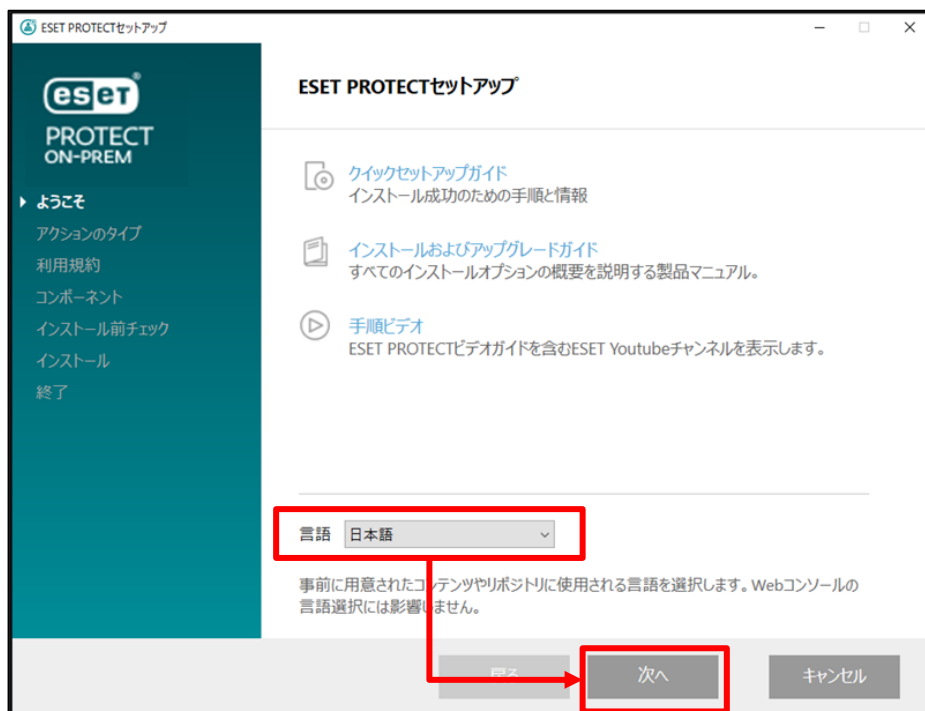 ESET PROTECTセットアップ
eset®
PROTECT
ON-PREM
ようこそ
アクションのタイプ
利用規約
コンポーネント
インストール前チェック
インストール
終了
ESET PROTECTセットアップ
クイックセットアップガイド
インストール成功のための手順と情報
インストールおよびアップグレードガイド
すべてのインストールオプションの概要を説明する製品マニュアル。
手順ビデオ
ESET PROTECTビデオガイドを含むESET Youtubeチャンネルを表示します。
言語 日本語
事前に用意されたコンテンツやリポジトリに使用される言語を選択します。Webコンソールの
言語選択には影響しません。
戻る 次へ キャンセル